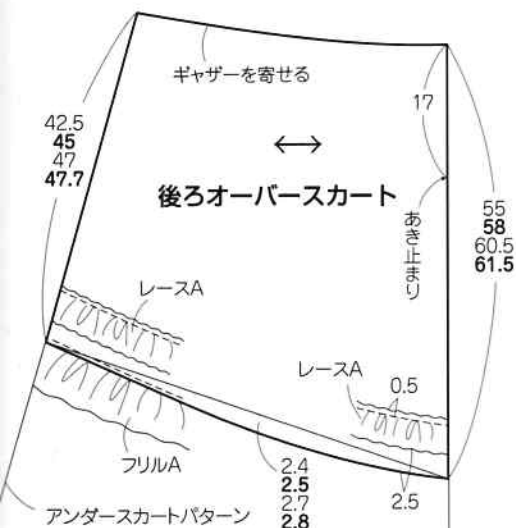 ギャザーを寄せる
17
42.5
45
47
47.7
後ろオーバースカート
あき止まり
55
58
60.5
61.5
レースA
レースA
0.5
フリルA
2.4
2.5
2.7
2.8
2.5
アンダースカートパターン